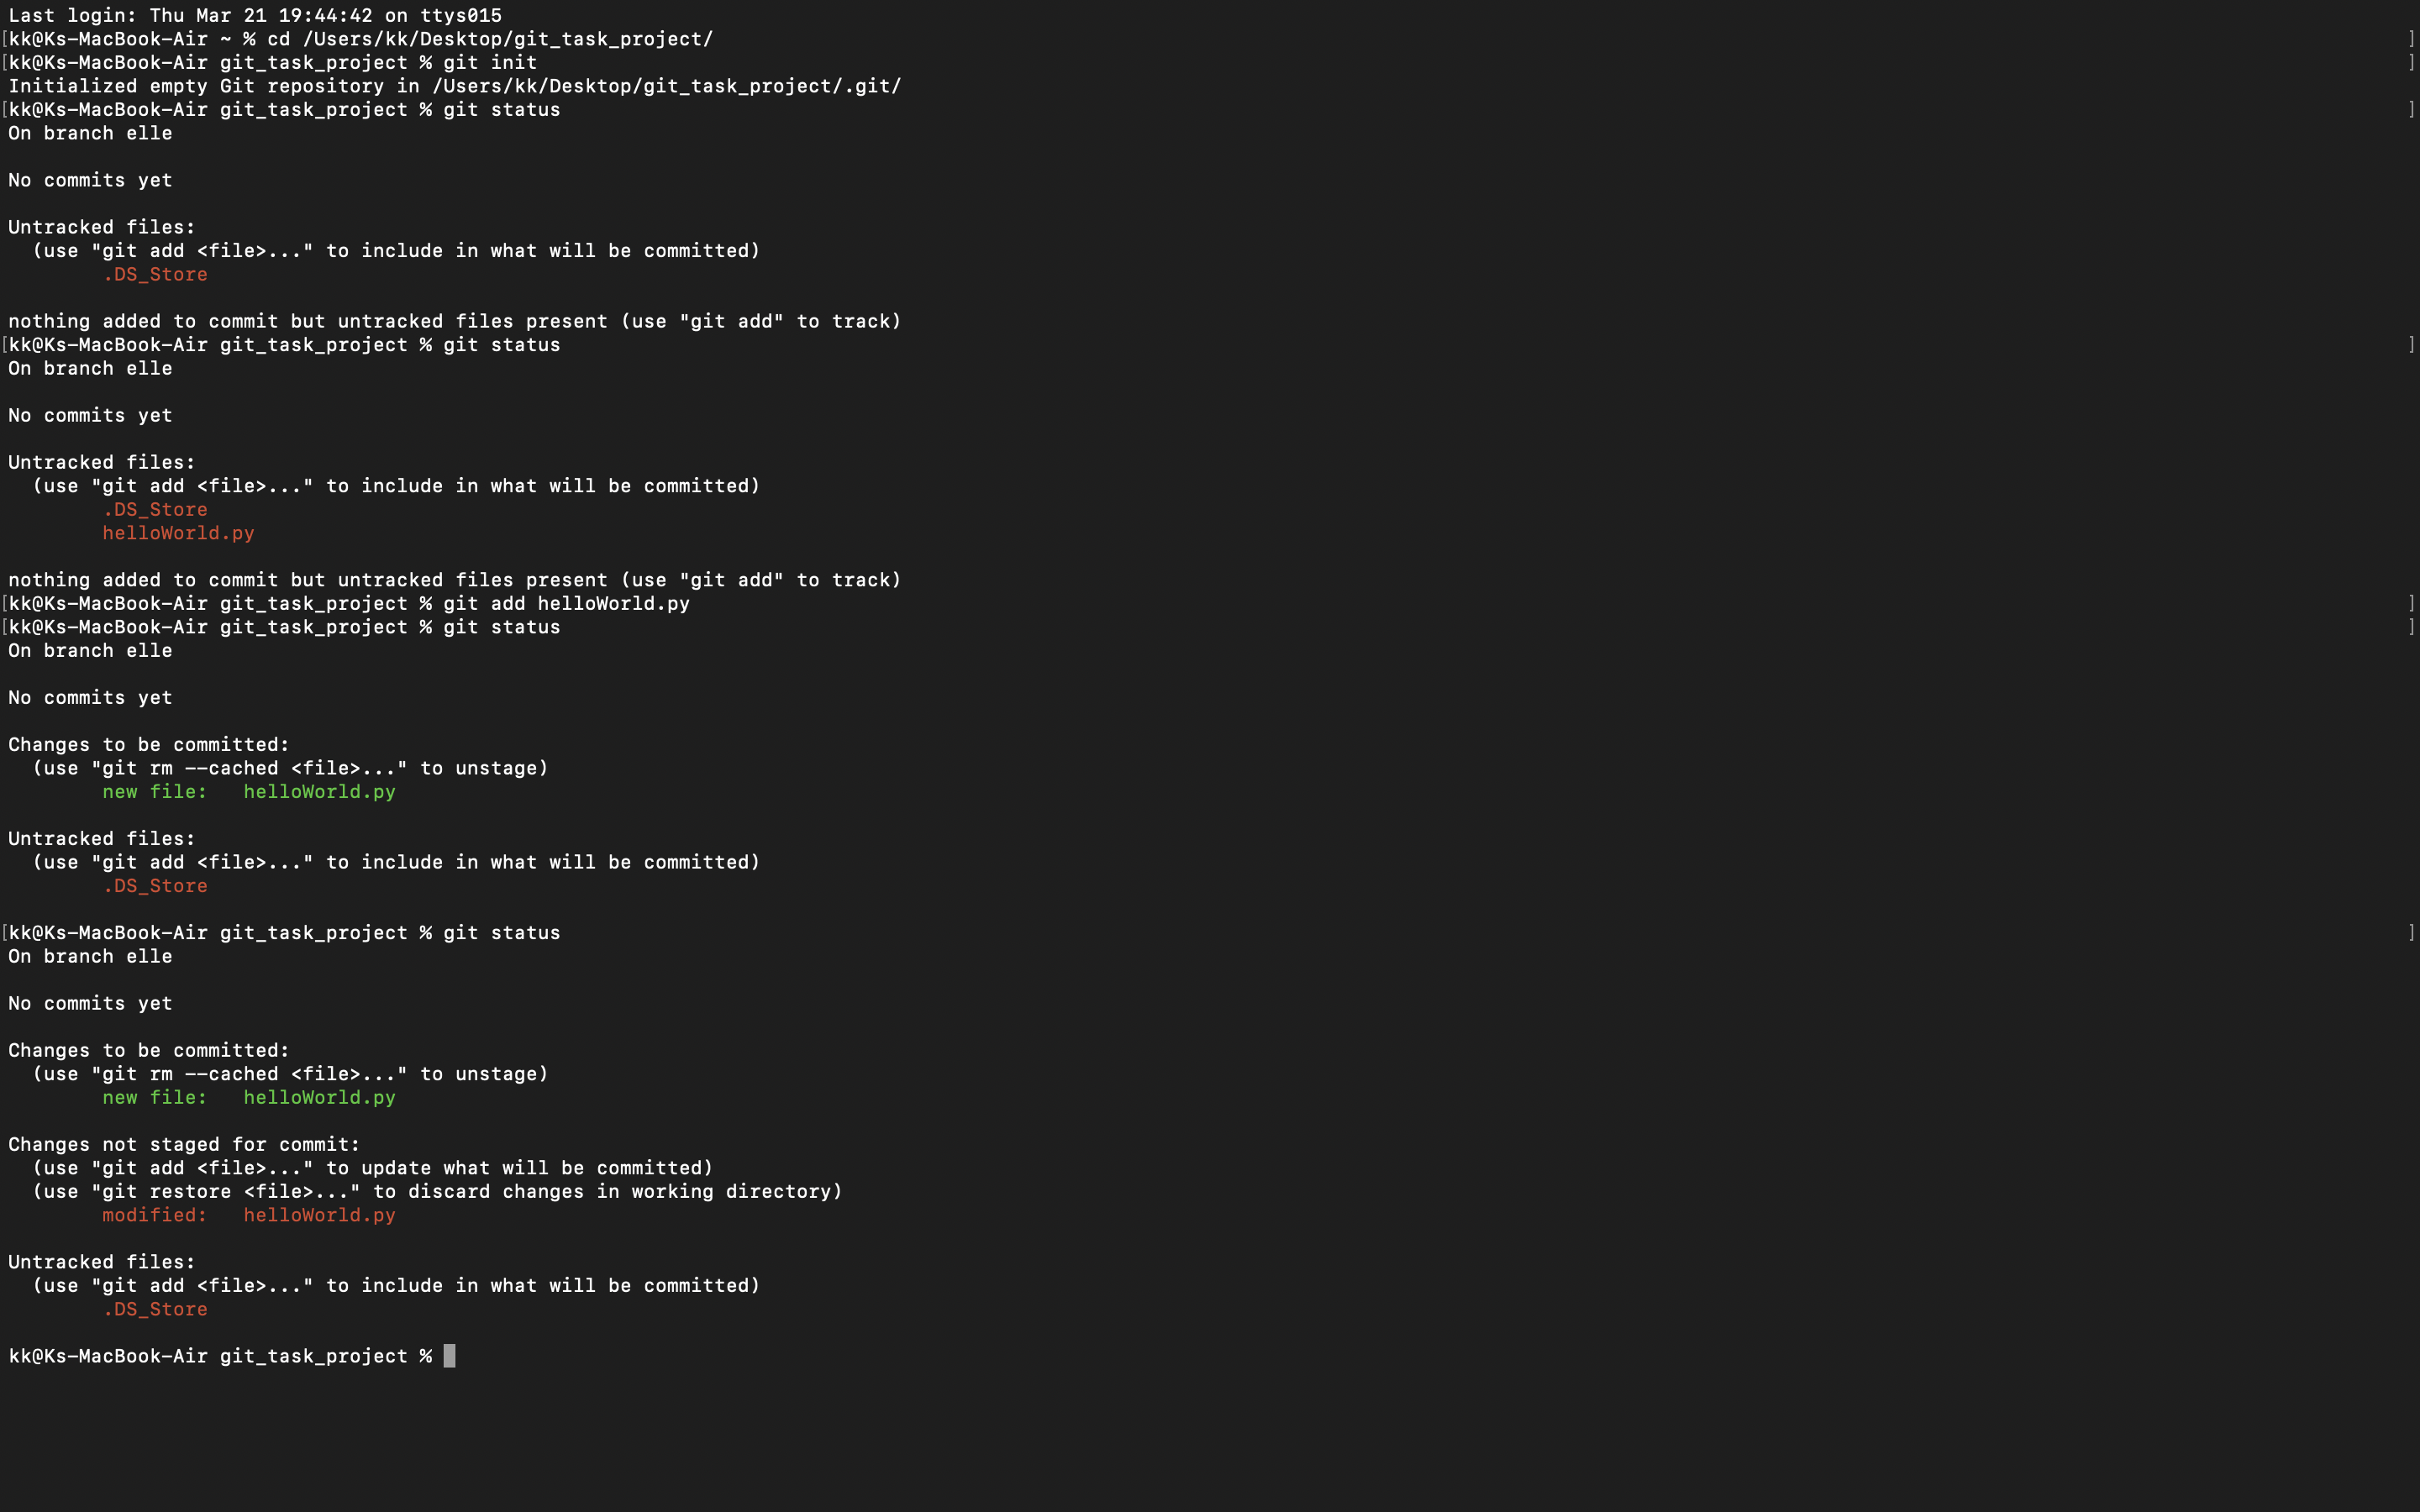 Last login: Thu Mar 21 19:44:42 on ttys015
[kk@Ks-MacBook-Air ~ % cd /Users/kk/Desktop/git_task_project/ ]
[kk@Ks-MacBook-Air git_task_project % git init ]
Initialized empty Git repository in /Users/kk/Desktop/git_task_project/.git/
[kk@Ks-MacBook-Air git_task_project % git status ]
On branch elle
No commits yet
Untracked files:
  (use "git add <file>..." to include in what will be committed)
        .DS_Store
nothing added to commit but untracked files present (use "git add" to track)
[kk@Ks-MacBook-Air git_task_project % git status ]
On branch elle
No commits yet
Untracked files:
  (use "git add <file>..." to include in what will be committed)
        .DS_Store
        helloWorld.py
nothing added to commit but untracked files present (use "git add" to track)
[kk@Ks-MacBook-Air git_task_project % git add helloWorld.py ]
[kk@Ks-MacBook-Air git_task_project % git status ]
On branch elle
No commits yet
Changes to be committed:
  (use "git rm --cached <file>..." to unstage)
        new file:   helloWorld.py
Untracked files:
  (use "git add <file>..." to include in what will be committed)
        .DS_Store
[kk@Ks-MacBook-Air git_task_project % git status ]
On branch elle
No commits yet
Changes to be committed:
  (use "git rm --cached <file>..." to unstage)
        new file:   helloWorld.py
Changes not staged for commit:
  (use "git add <file>..." to update what will be committed)
  (use "git restore <file>..." to discard changes in working directory)
        modified:   helloWorld.py
Untracked files:
  (use "git add <file>..." to include in what will be committed)
        .DS_Store
kk@Ks-MacBook-Air git_task_project %